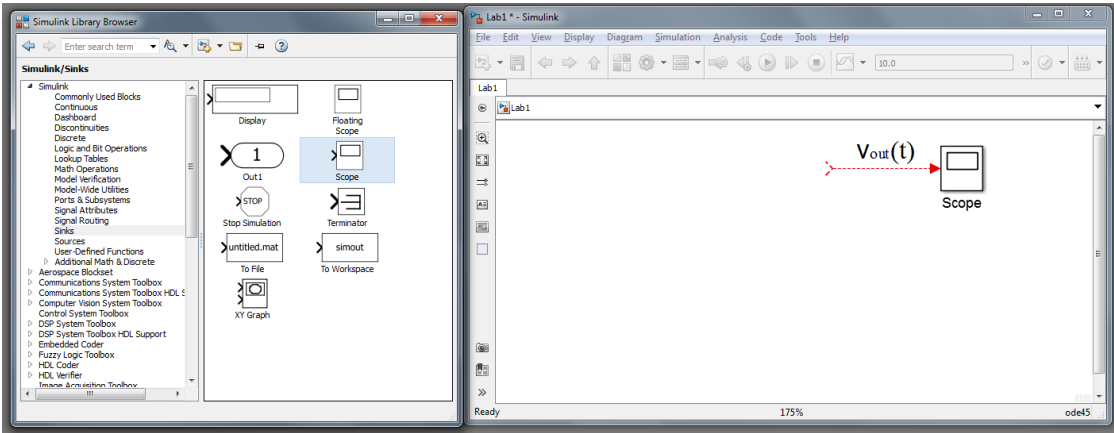 Simulink Library Browser
Enter search term
Simulink/Sinks
Simulink
Commonly Used Blocks
Continuous
Dashboard
Discontinuities
Discrete
Logic and Bit Operations
Lookup Tables
Math Operations
Model Verification
Model-Wide Utilities
Ports & Subsystems
Signal Attributes
Signal Routing
Sinks
Sources
User-Defined Functions
Additional Math & Discrete
Aerospace Blockset
Communications System Toolbox
Communications System Toolbox HDL S
Computer Vision System Toolbox
Control System Toolbox
DSP System Toolbox
DSP System Toolbox HDL Support
Embedded Coder
Fuzzy Logic Toolbox
HDL Coder
HDL Verifier
Image Acquisition Toolbox
Display
Floating
Scope
1
Out1
Scope
STOP
Stop Simulation
Terminator
untitled.mat
To File
simout
To Workspace
XY Graph
Lab1 * - Simulink
File Edit View Display Diagram Simulation Analysis Code Tools Help
10.0
Lab1
Lab1
Vout(t)
Scope
Ready
175%
ode45